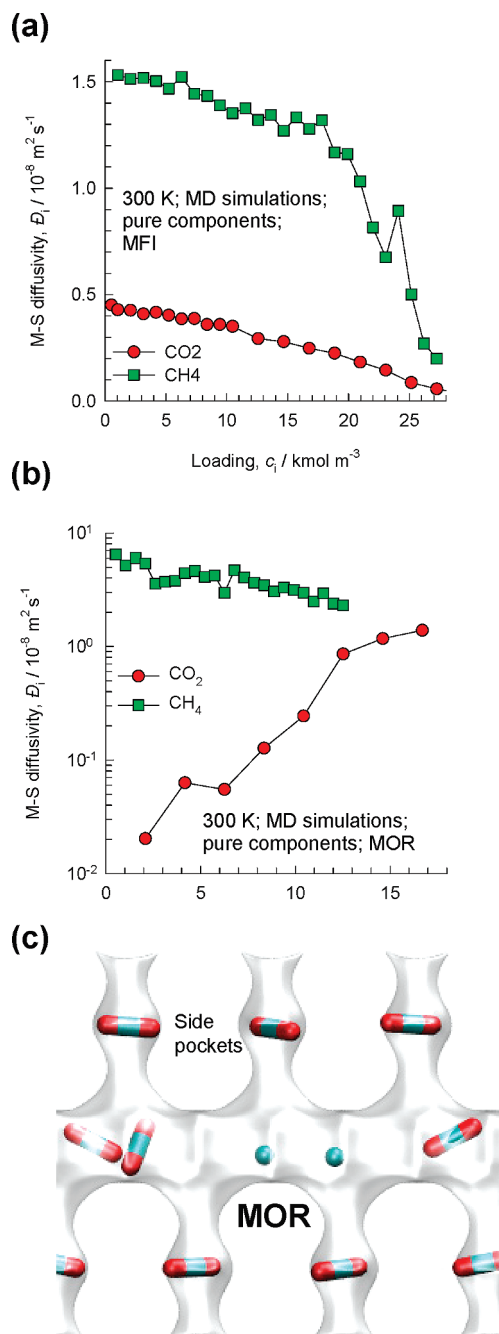 (a)
1.5
1.0
0.5
0.0
M-S diffusivity, Đi / 10-8 m2 s-1
300 K; MD simulations;
pure components;
MFI
CO2
CH4
0 5 10 15 20 25
Loading, ci / kmol m-3
(b)
101
100
10-1
10-2
M-S diffusivity, Đi / 10-8 m2 s-1
CO2
CH4
300 K; MD simulations;
pure components; MOR
0 5 10 15
(c)
Side
pockets
MOR